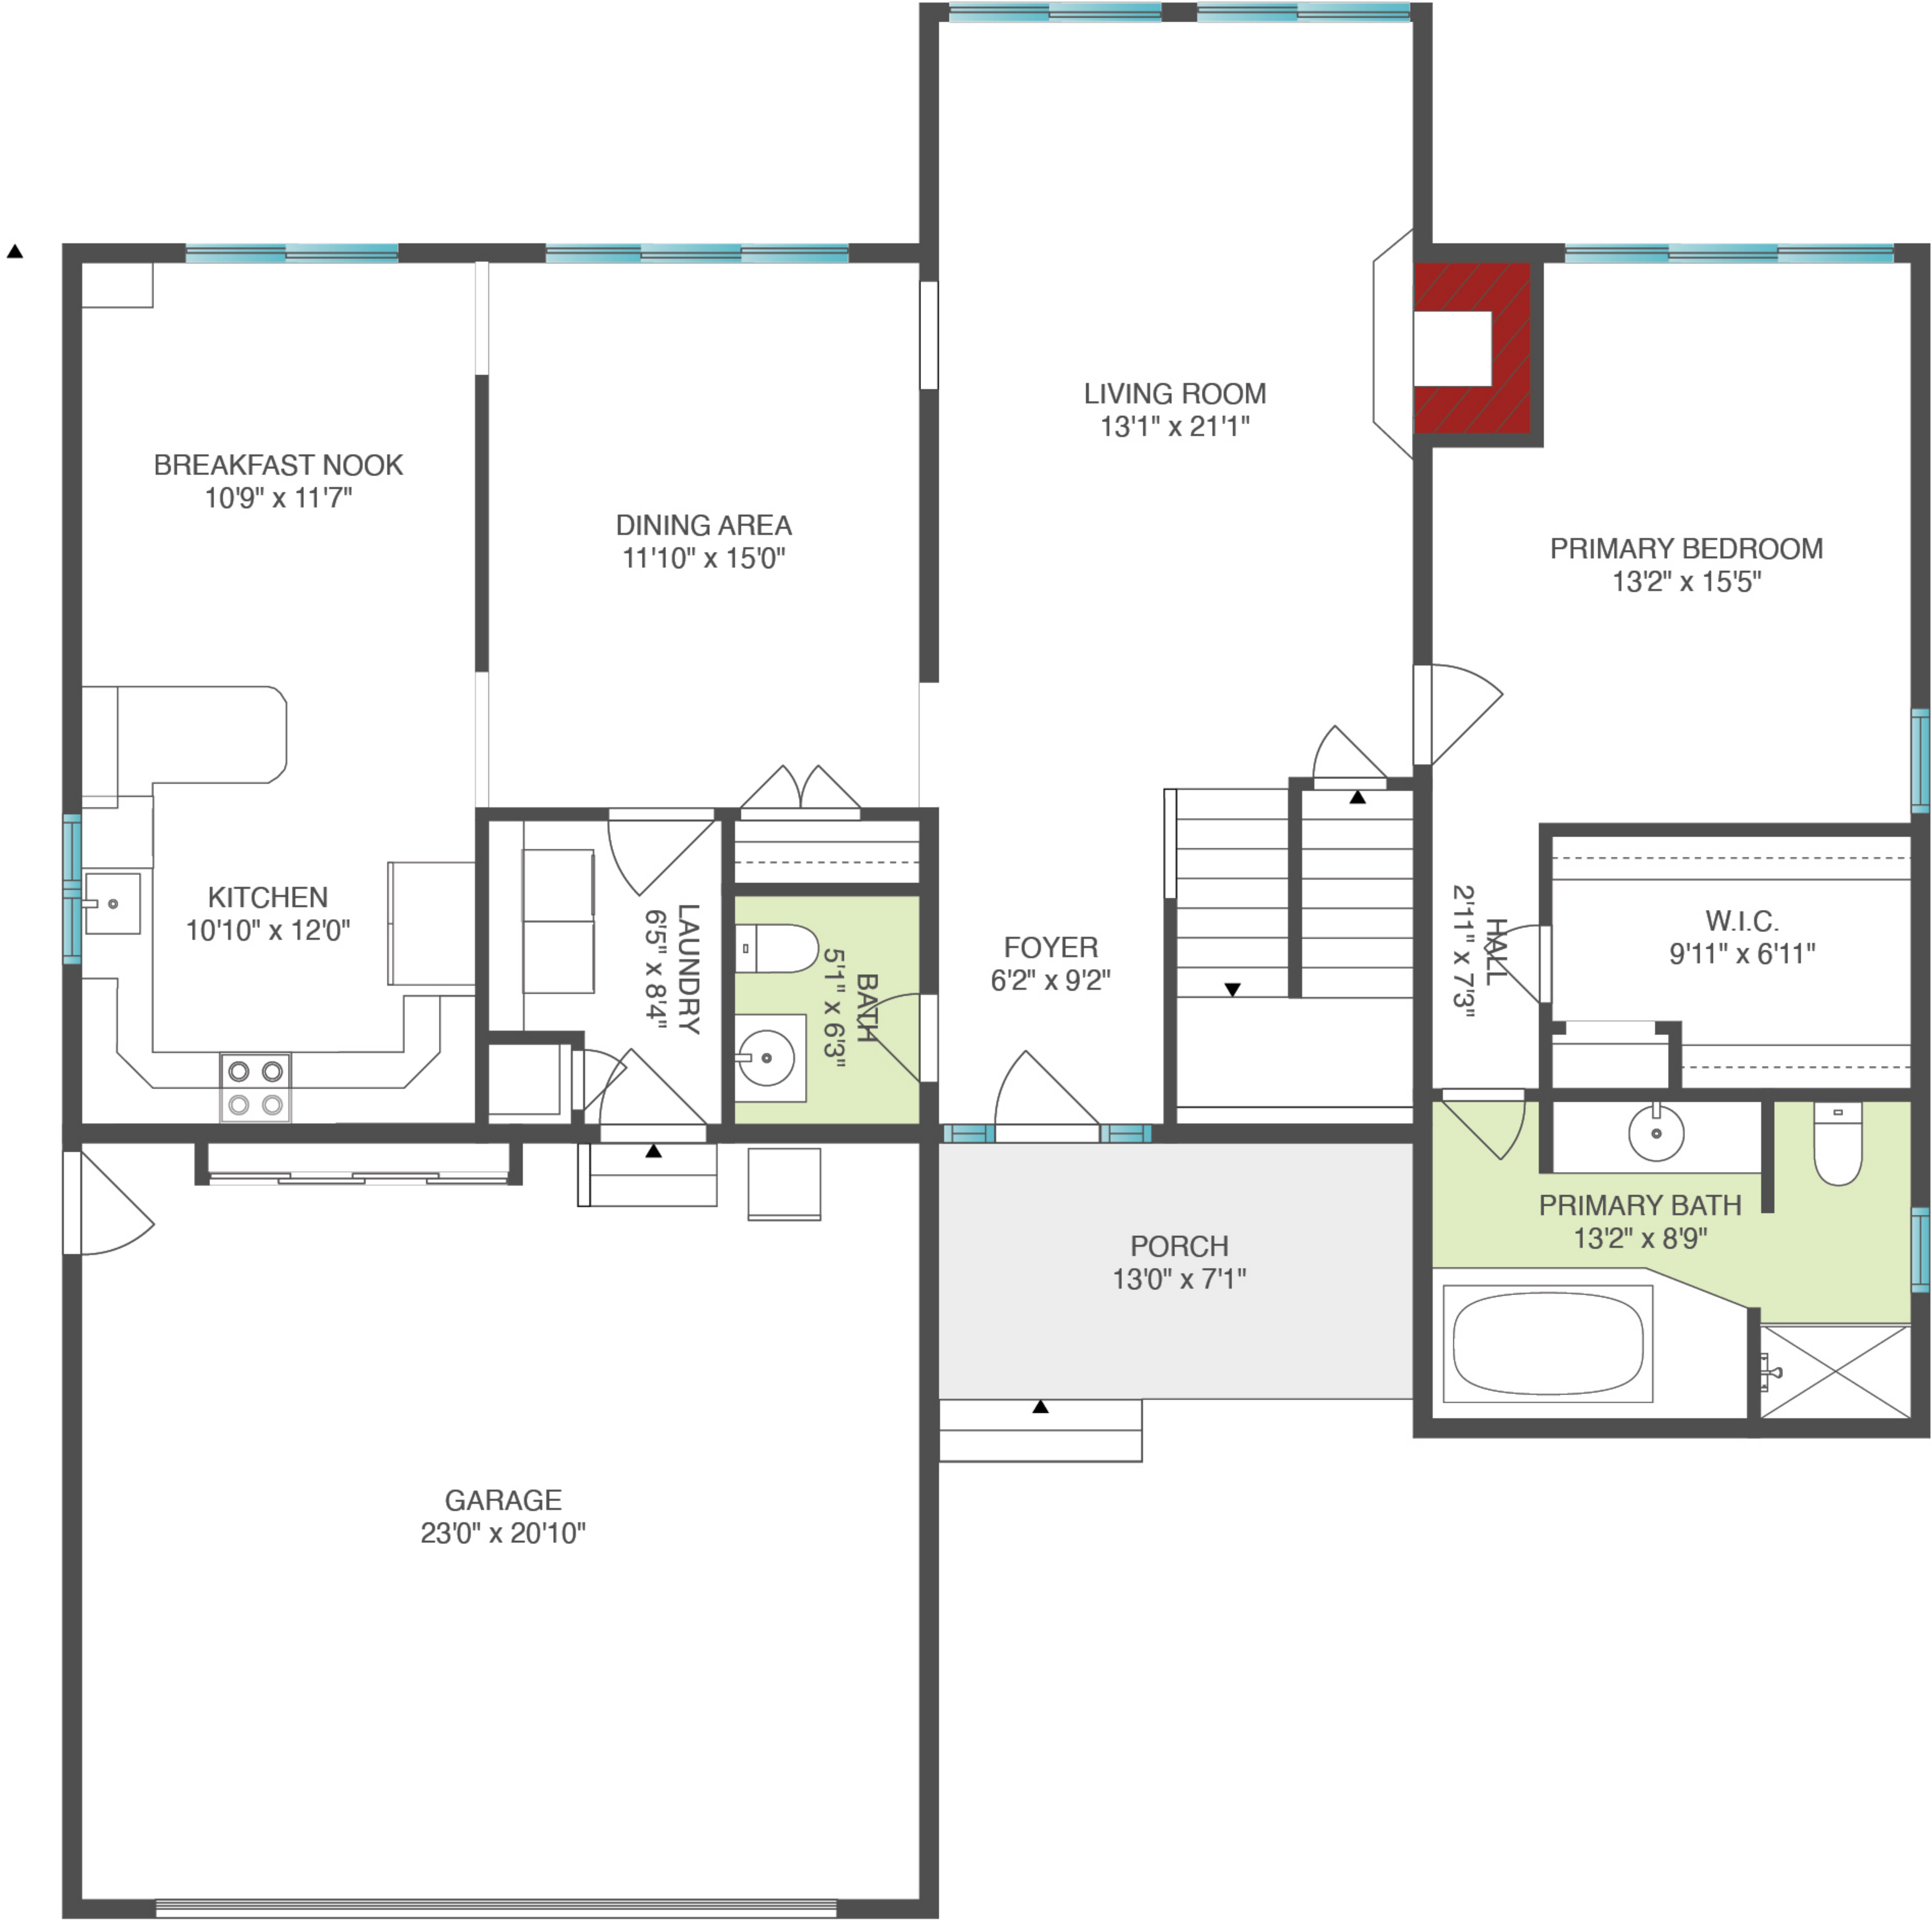 LIVING ROOM
13'1" x 21'1"
BREAKFAST NOOK
10'9" x 11'7"
DINING AREA
11'10" x 15'0"
PRIMARY BEDROOM
13'2" x 15'5"
KITCHEN
10'10" x 12'0"
LAUNDRY
6'5" x 8'4"
BATH
5'1" x 6'3"
FOYER
6'2" x 9'2"
HALL
2'11" x 7'3"
W.I.C.
9'11" x 6'11"
PRIMARY BATH
13'2" x 8'9"
PORCH
13'0" x 7'1"
GARAGE
23'0" x 20'10"